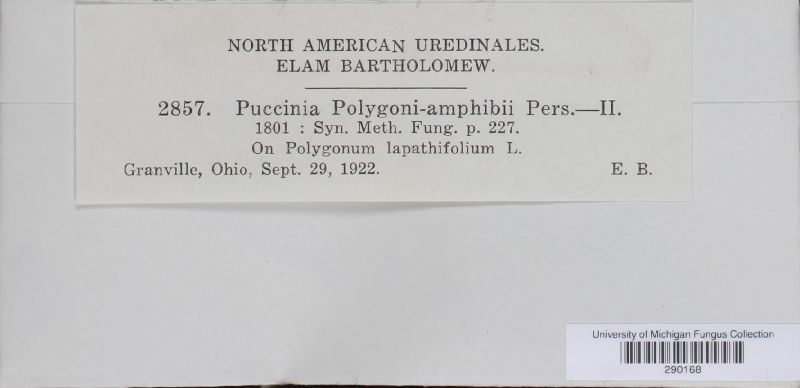 NORTH AMERICAN UREDINALES.
ELAM BARTHOLOMEW.
2857. Puccinia Polygoni-amphibii Pers.—II.
1801 : Syn. Meth. Fung. p. 227.
On Polygonum lapathifolium L.
Granville, Ohio, Sept. 29, 1922. E. B.
University of Michigan Fungus Collection
290168